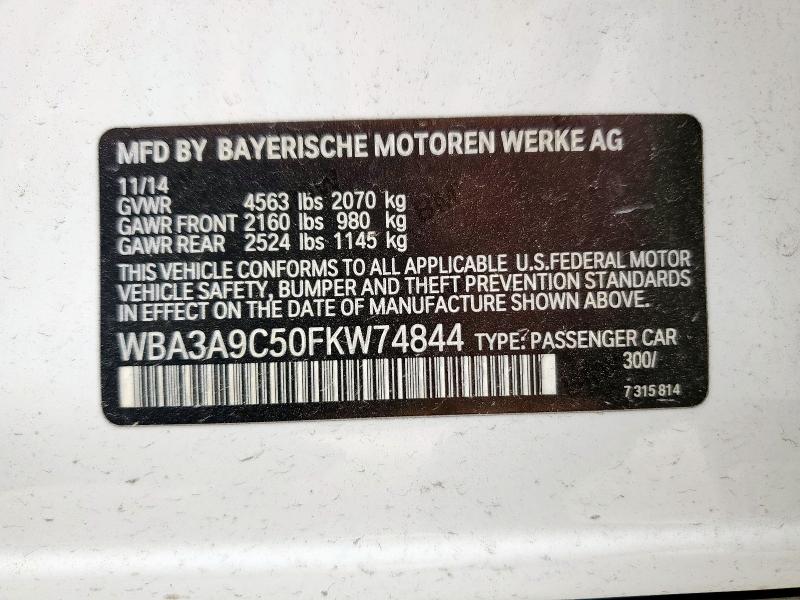 MFD BY BAYERISCHE MOTOREN WERKE AG
11/14
GVWR 4563 lbs 2070 kg
GAWR FRONT 2160 lbs 980 kg
GAWR REAR 2524 lbs 1145 kg
THIS VEHICLE CONFORMS TO ALL APPLICABLE U.S.FEDERAL MOTOR
VEHICLE SAFETY, BUMPER AND THEFT PREVENTION STANDARDS
IN EFFECT ON THE DATE OF MANUFACTURE SHOWN ABOVE.
WBA3A9C50FKW74844 TYPE: PASSENGER CAR
300/
7 315 814